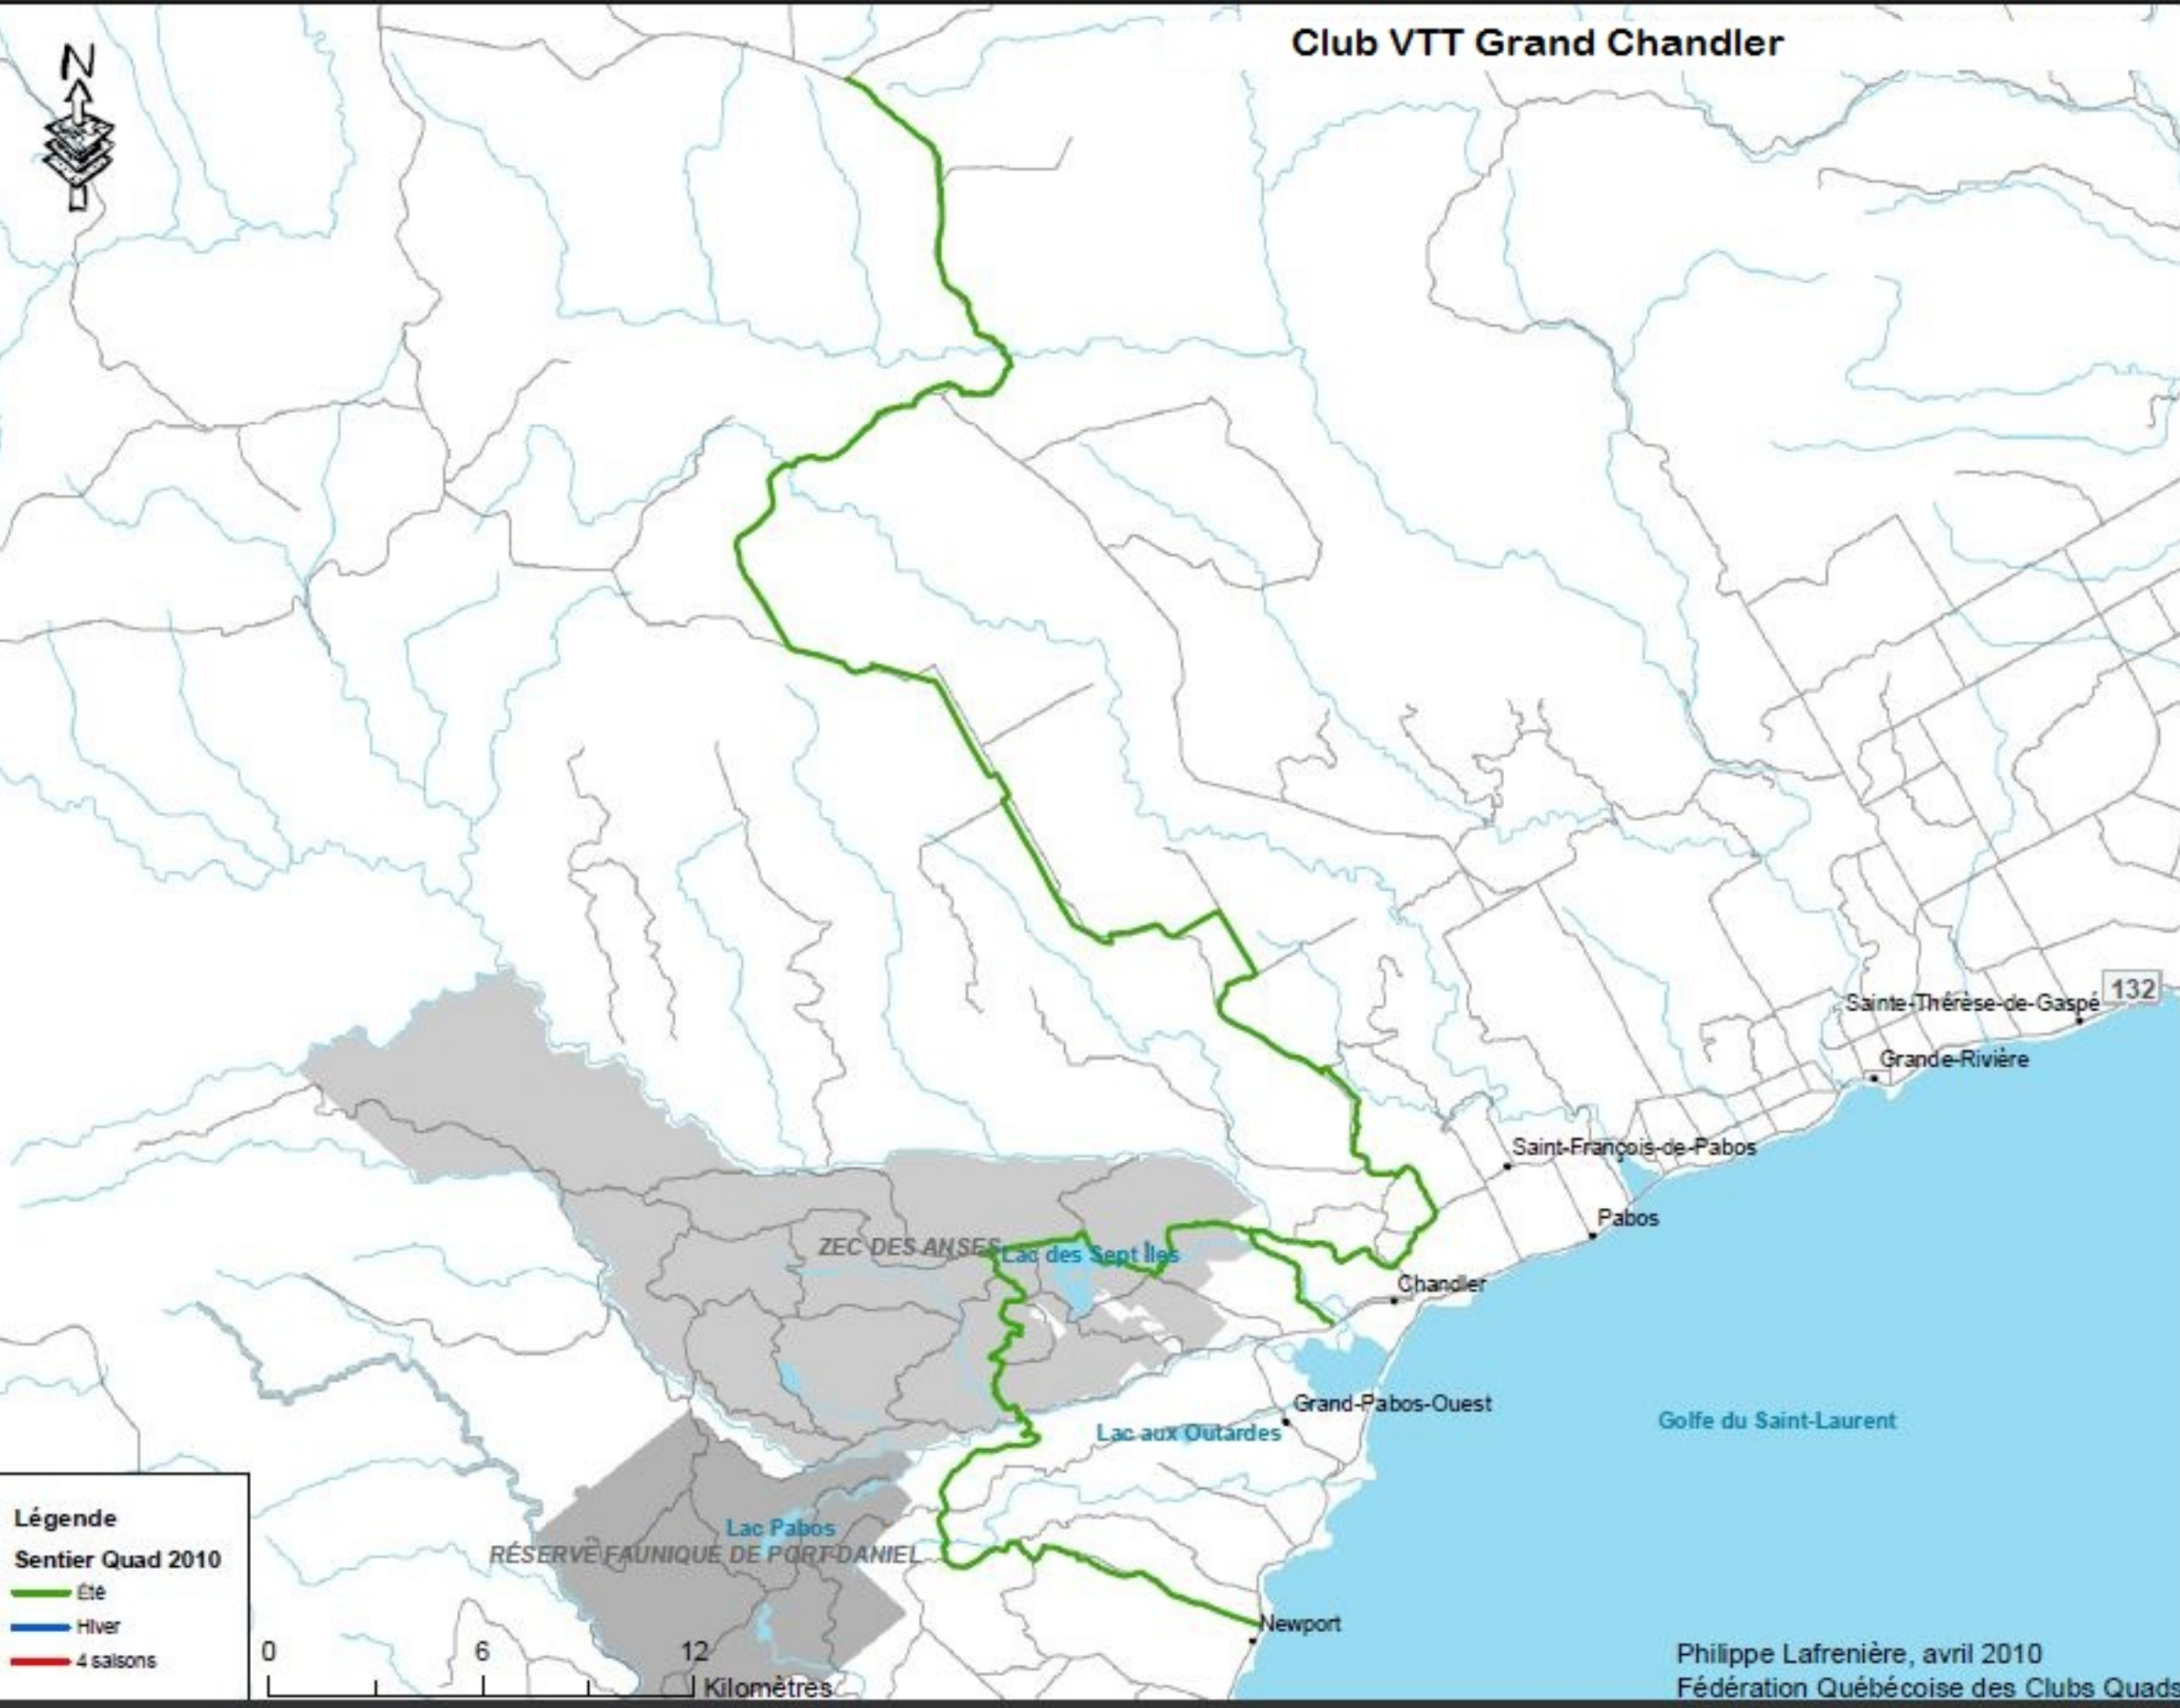 Club VTT Grand Chandler
N
132
Sainte-Thérèse-de-Gaspé
Grande-Rivière
Saint-François-de-Pabos
Pabos
ZEC DES ANSES
Lac des Sept Îles
Chandler
Grand-Pabos-Ouest
Lac aux Outardes
Golfe du Saint-Laurent
Lac Pabos
RÉSERVE FAUNIQUE DE PORT-DANIEL
Newport
Légende
Sentier Quad 2010
Été
Hiver
4 saisons
0 6 12
Kilomètres
Philippe Lafrenière, avril 2010
Fédération Québécoise des Clubs Quads